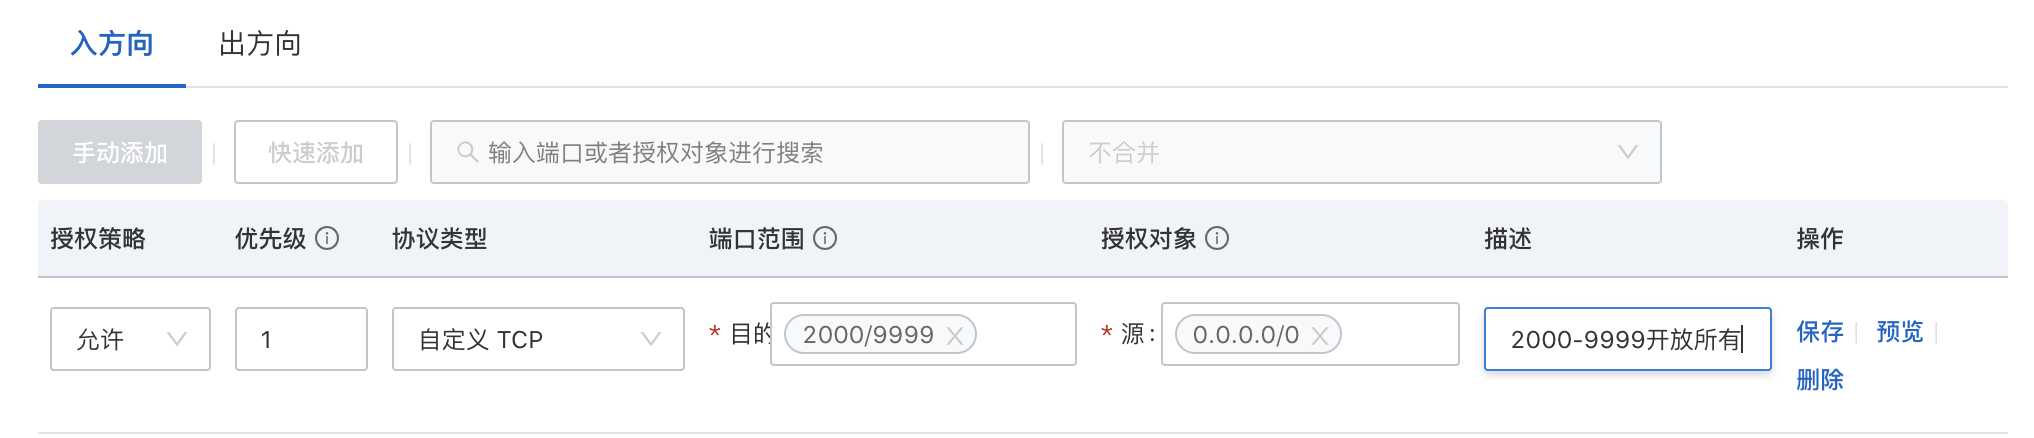 入方向 出方向
手动添加 快速添加 输入端口或者授权对象进行搜索 不合并
授权策略 优先级 协议类型 端口范围 授权对象 描述 操作
允许 1 自定义 TCP * 目的 2000/9999 X * 源: 0.0.0.0/0 X 2000-9999开放所有 保存 预览
删除